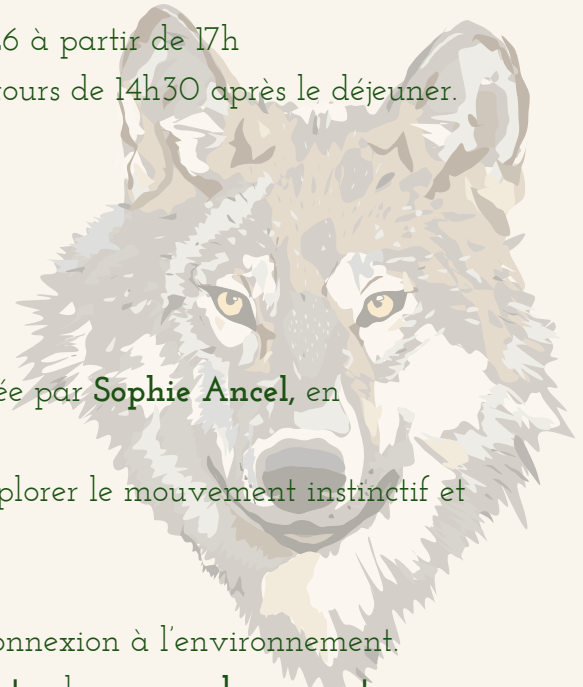 26 à partir de 17h
ours de 14h30 après le déjeuner.
ée par Sophie Ancel, en
plorer le mouvement instinctif et
onnexion à l'environnement.